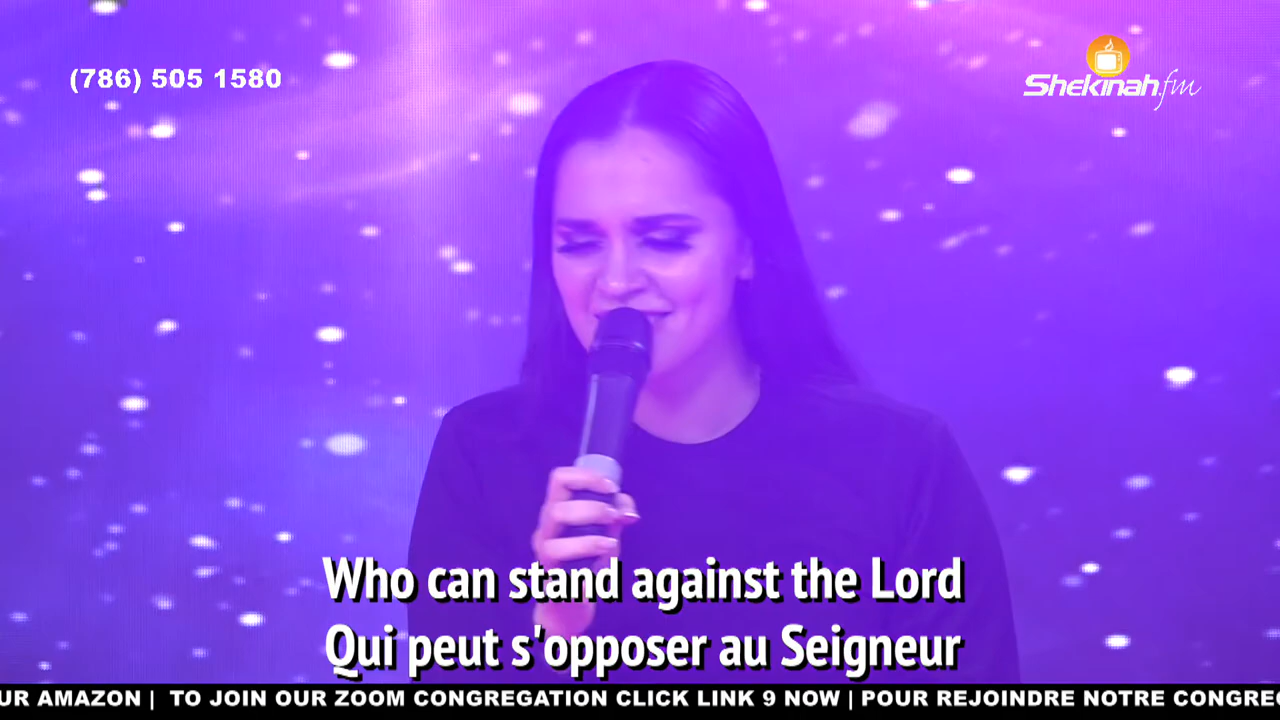 (786) 505 1580
Shekinah.fm
Who can stand against the Lord
Qui peut s'opposer au Seigneur
UR AMAZON | TO JOIN OUR ZOOM CONGREGATION CLICK LINK 9 NOW | POUR REJOINDRE NOTRE CONGRE